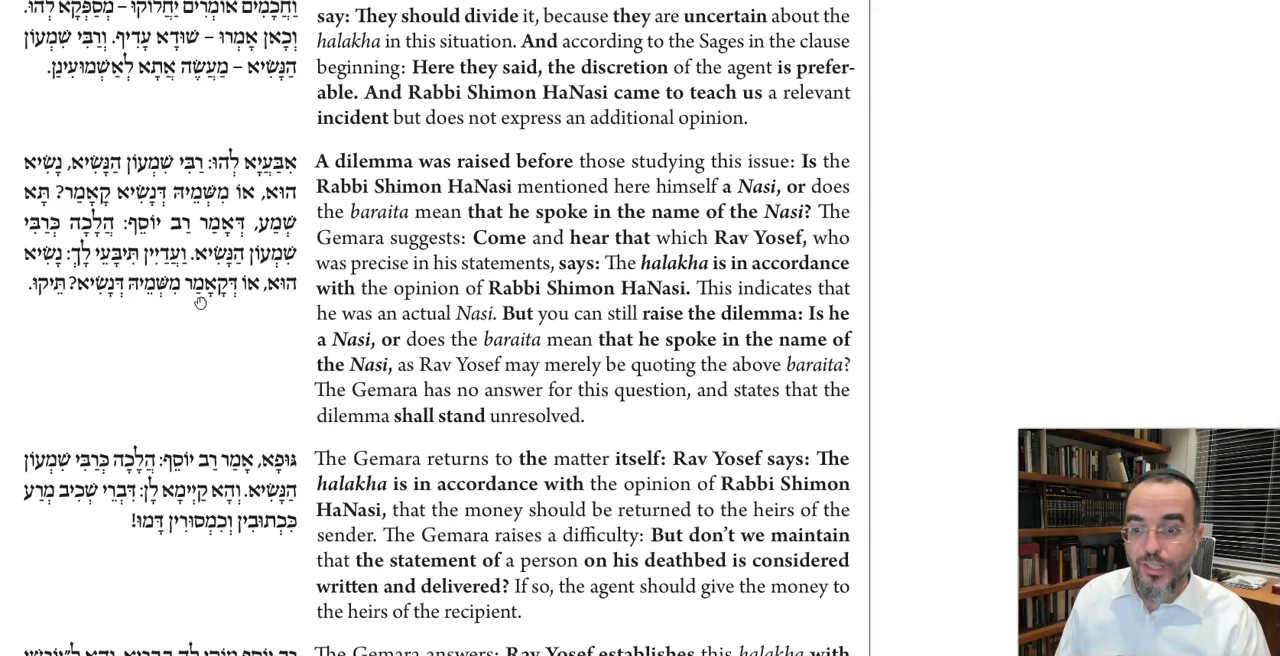 וַחֲכָמִים אוֹמְרִים יַחֲלוֹקוּ – מְסַפְּקָא לְהוּ.
וְכָאן אָמְרוּ – שׁוּדָא עָדִיף. וְרַבִּי שִׁמְעוֹן
הַנָּשִׂיא – מַעֲשֶׂה אֲתָא לְאַשְׁמוֹעִינַן.
say: They should divide it, because they are uncertain about the
halakha in this situation. And according to the Sages in the clause
beginning: Here they said, the discretion of the agent is prefer-
able. And Rabbi Shimon HaNasi came to teach us a relevant
incident but does not express an additional opinion.
אִבַּעְיָא לְהוּ: רַבִּי שִׁמְעוֹן הַנָּשִׂיא, נָשִׂיא
הוּא, אוֹ מִשְּׁמֵיהּ דְּנָשִׂיא קָאָמַר? תָּא
שְׁמַע, דְּאָמַר רַב יוֹסֵף: הֲלָכָה כְּרַבִּי
שִׁמְעוֹן הַנָּשִׂיא. וַעֲדַיִין תִּיבָּעֵי לָךְ: נָשִׂיא
הוּא, אוֹ דְּקָאָמַר מִשְּׁמֵיהּ דְּנָשִׂיא? תֵּיקוּ.
A dilemma was raised before those studying this issue: Is the
Rabbi Shimon HaNasi mentioned here himself a Nasi, or does
the baraita mean that he spoke in the name of the Nasi? The
Gemara suggests: Come and hear that which Rav Yosef, who
was precise in his statements, says: The halakha is in accordance
with the opinion of Rabbi Shimon HaNasi. This indicates that
he was an actual Nasi. But you can still raise the dilemma: Is he
a Nasi, or does the baraita mean that he spoke in the name of
the Nasi, as Rav Yosef may merely be quoting the above baraita?
The Gemara has no answer for this question, and states that the
dilemma shall stand unresolved.
גּוּפָא, אָמַר רַב יוֹסֵף: הֲלָכָה כְּרַבִּי שִׁמְעוֹן
הַנָּשִׂיא. וְהָא קַיְימָא לַן: דִּבְרֵי שְׁכִיב מְרַע
כִּכְתוּבִין וְכִמְסוּרִין דָּמוּ!
The Gemara returns to the matter itself: Rav Yosef says: The
halakha is in accordance with the opinion of Rabbi Shimon
HaNasi, that the money should be returned to the heirs of the
sender. The Gemara raises a difficulty: But don't we maintain
that the statement of a person on his deathbed is considered
written and delivered? If so, the agent should give the money to
the heirs of the recipient.
The Gemara answers: Rav Yosef establishes this halakha with